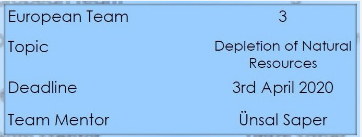 European Team 3
Topic Depletion of Natural
Resources
Deadline 3rd April 2020
Team Mentor Ünsal Saper